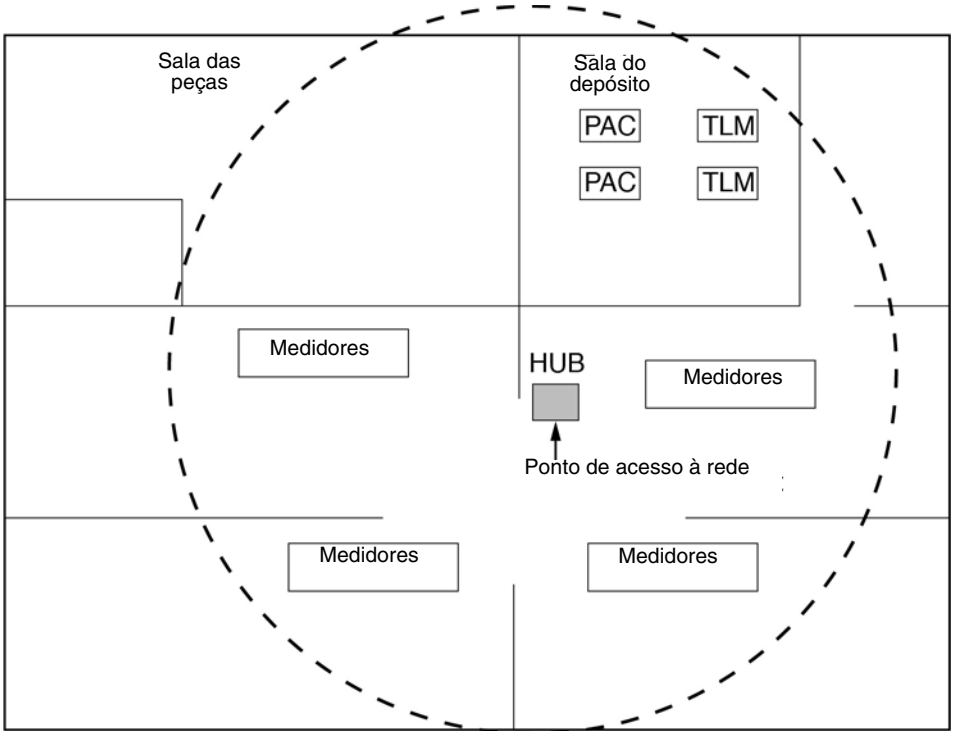 Sala das
peças
Sala do
depósito
PAC
TLM
PAC
TLM
Medidores
HUB
Medidores
Ponto de acesso à rede
Medidores
Medidores